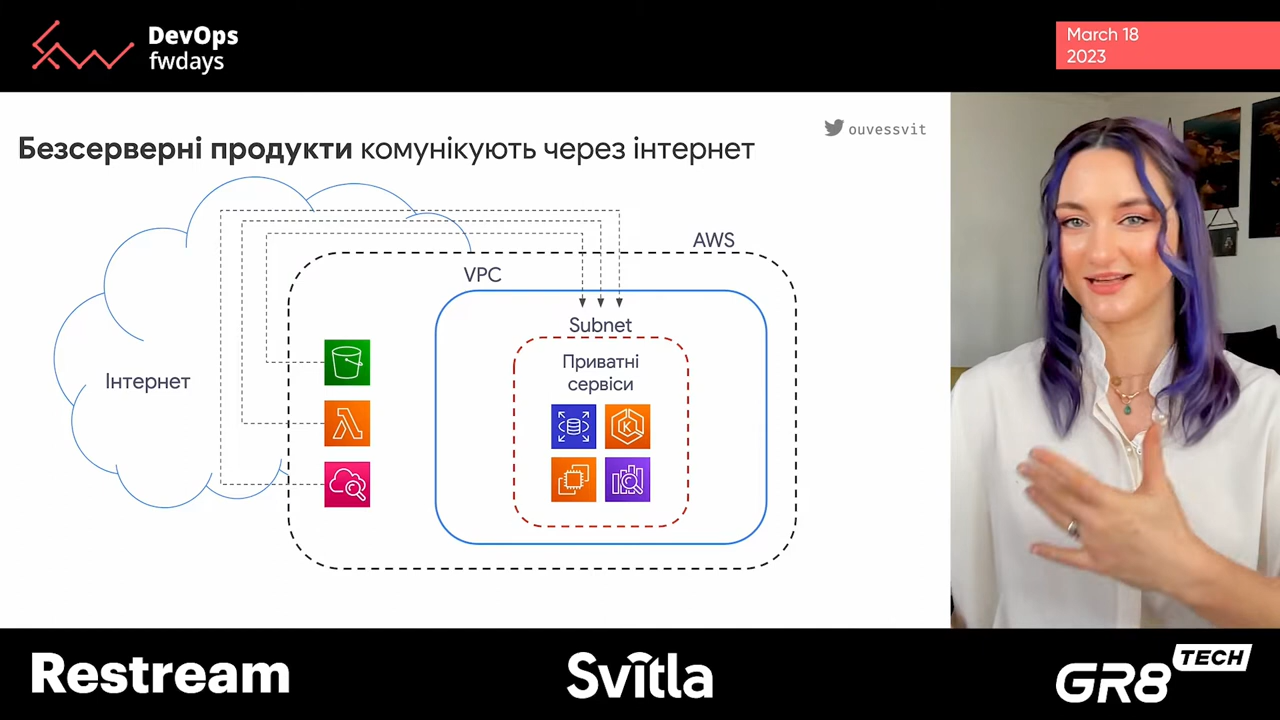 DevOps
fwdays
March 18
2023
ouvessvit
Безсерверні продукти комунікують через інтернет
AWS
VPC
Subnet
Приватні
сервіси
Інтернет
Restream
Svitla
GR8 TECH